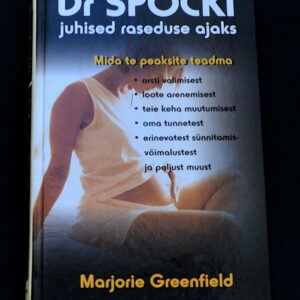 Dr SPOCKI
juhised raseduse ajaks
Mida te peaksite teadma
• arsti valimisest
• loote arenemisest
• teie keha muutumisest
• oma tunnetest
• erinevatest sünnitamis-
võimalustest
ja paljust muust
Marjorie Greenfield